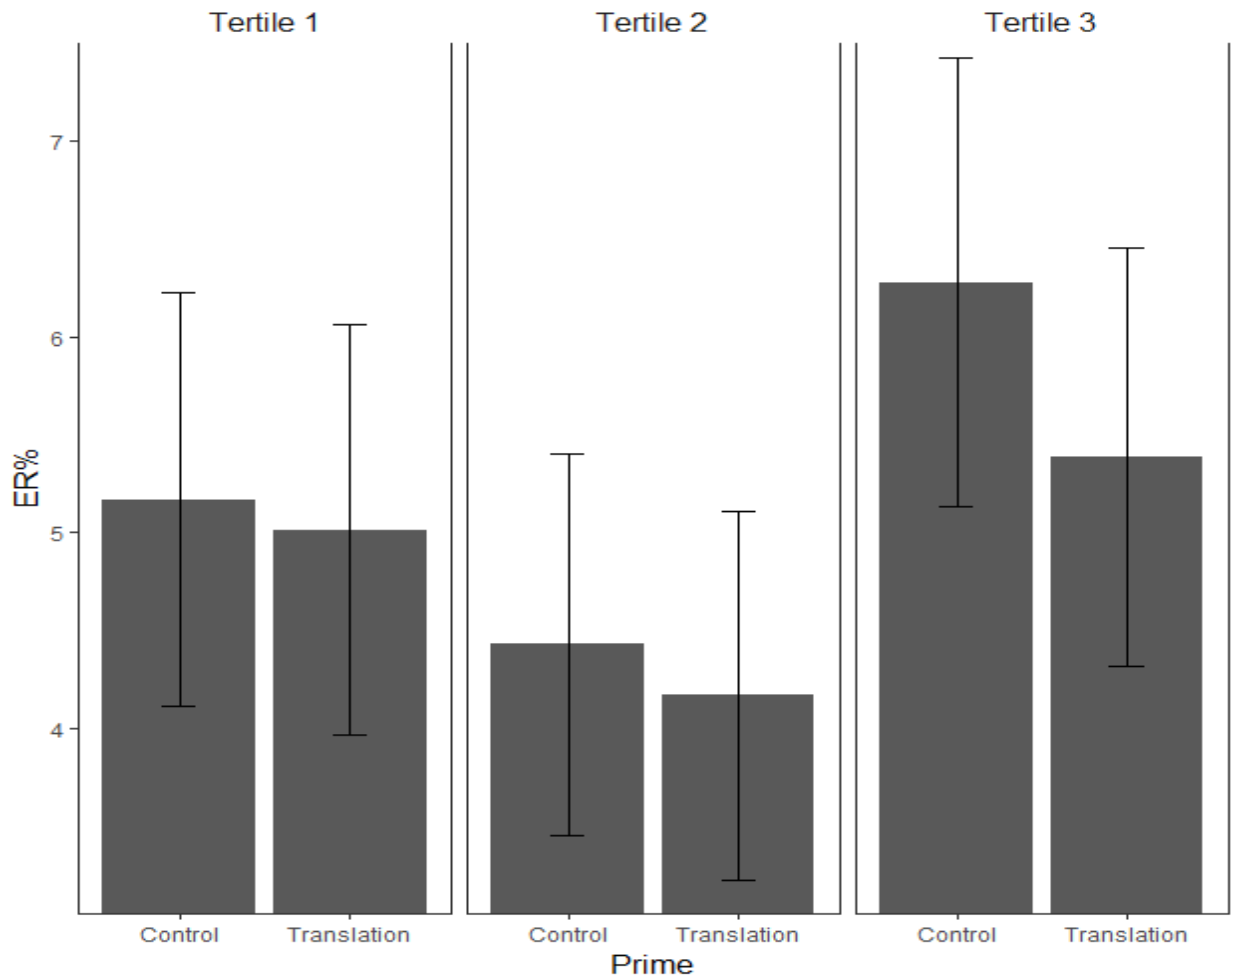 Tertile 1 Tertile 2 Tertile 3
7
6
5
4
ER%
Control Translation Control Translation Control Translation
Prime